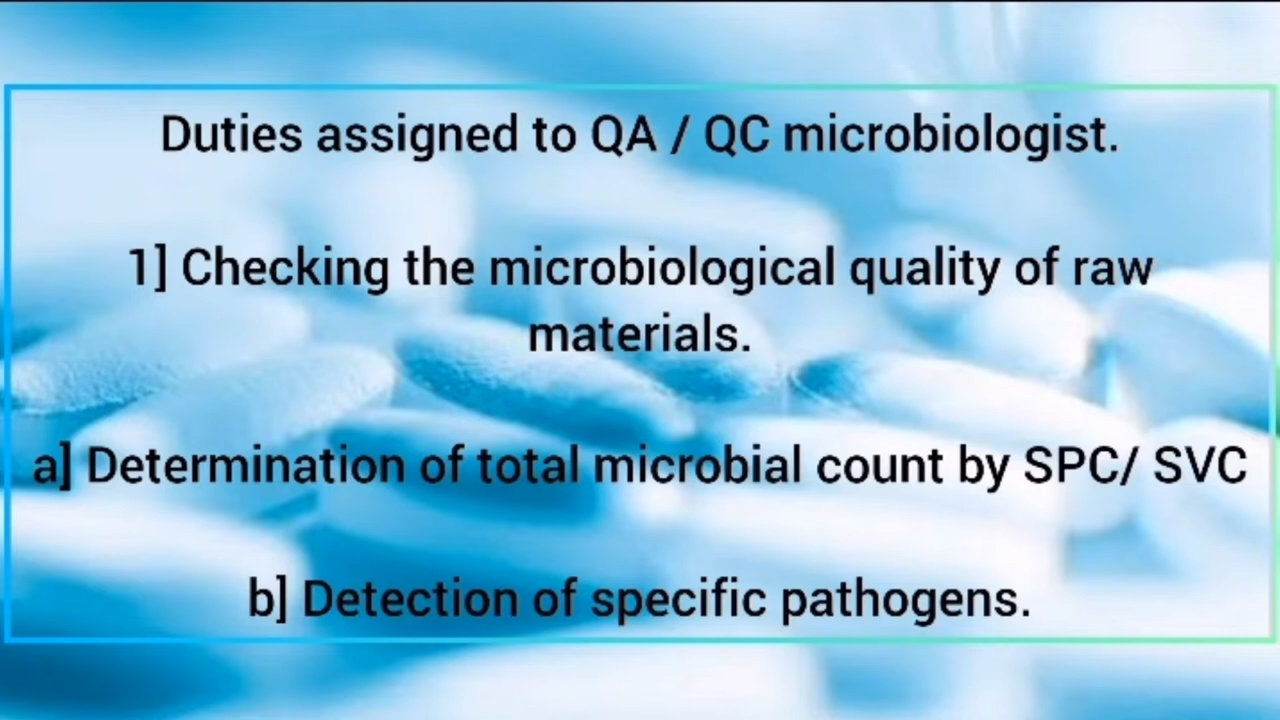 Duties assigned to QA / QC microbiologist.
1] Checking the microbiological quality of raw
materials.
a] Determination of total microbial count by SPC/ SVC
b] Detection of specific pathogens.